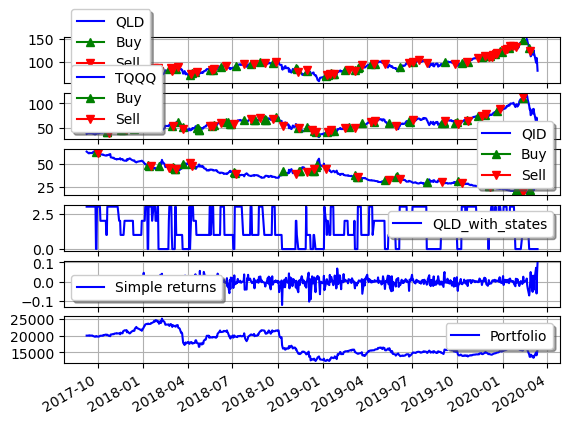 QLD
Buy
Sell
150
100
TQQQ
Buy
Sell
100
50
QID
Buy
Sell
50
25
QLD_with_states
2.5
0.0
Simple returns
0.1
0.0
−0.1
Portfolio
25000
20000
15000
2017-10
2018-01
2018-04
2018-07
2018-10
2019-01
2019-04
2019-07
2019-10
2020-01
2020-04